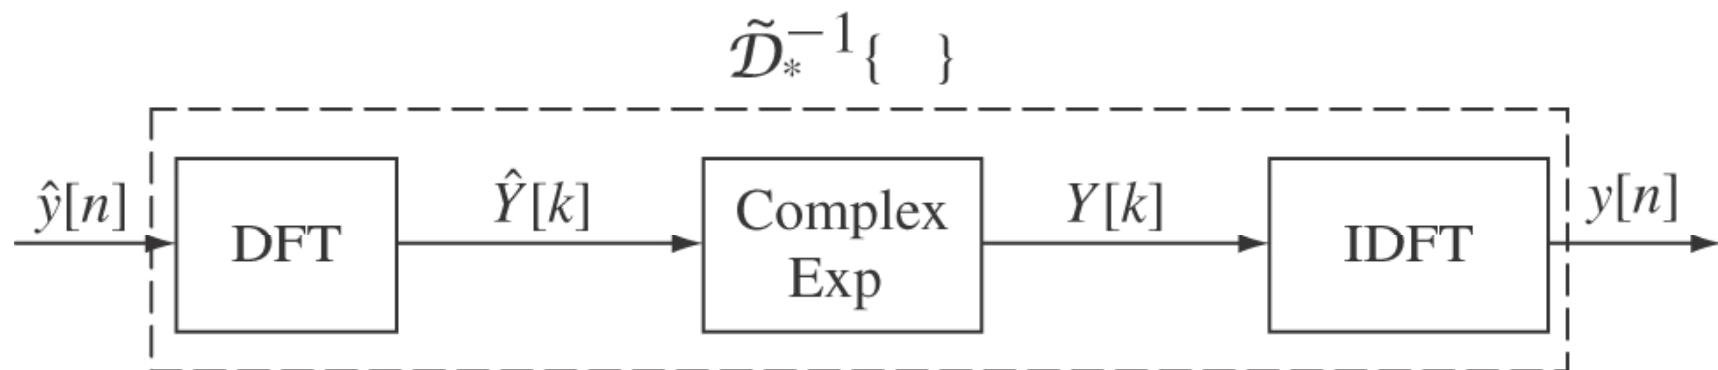 𝒟̃₊⁻¹{ }
ŷ[n]
DFT
Ŷ[k]
Complex
Exp
Y[k]
IDFT
y[n]